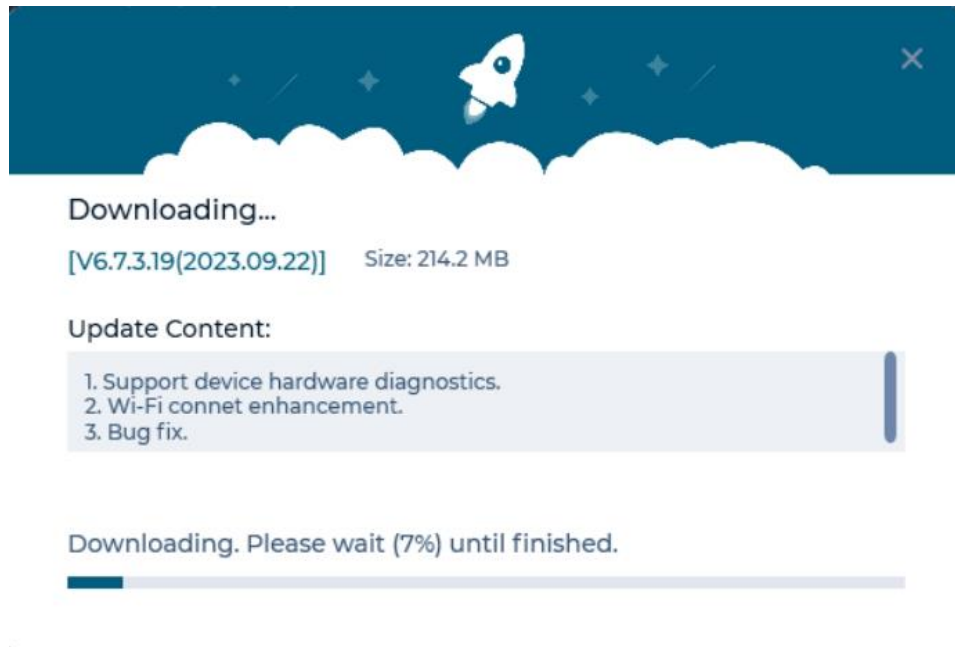 Downloading...
[V6.7.3.19(2023.09.22)] Size: 214.2 MB
Update Content:
1. Support device hardware diagnostics.
2. Wi-Fi connet enhancement.
3. Bug fix.
Downloading. Please wait (7%) until finished.